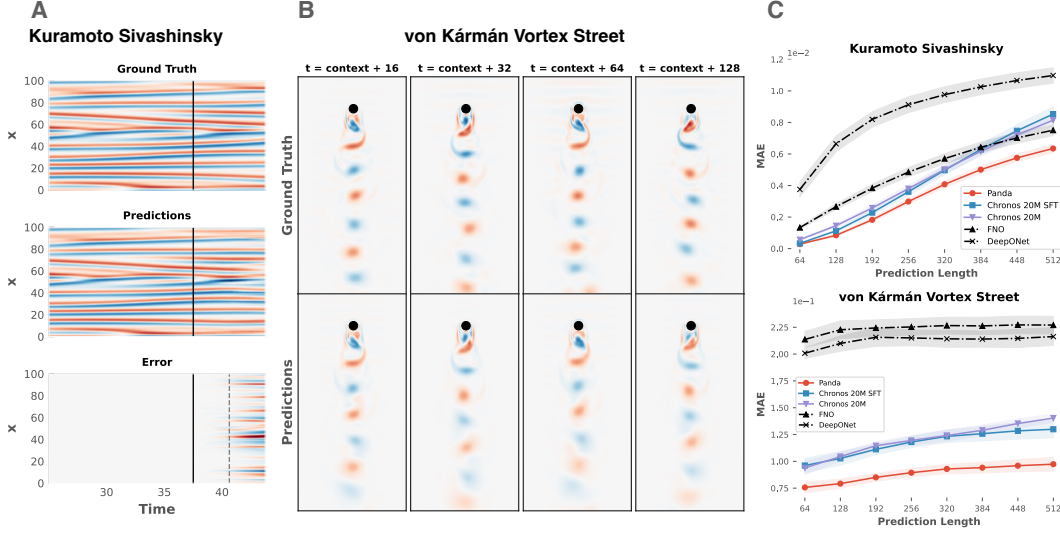 A
Kuramoto Sivashinsky
Ground Truth
100
80
60
40
20
0
x
Predictions
100
80
60
40
20
0
x
Error
100
80
60
40
20
0
x
30
40
Time
B
von Kármán Vortex Street
t = context + 16
t = context + 32
t = context + 64
t = context + 128
Ground Truth
Predictions
C
Kuramoto Sivashinsky
1e−2
1.2
1.0
0.8
0.6
0.4
0.2
0.0
MAE
Panda
Chronos 20M SFT
Chronos 20M
FNO
DeepONet
64 128 192 256 320 384 448 512
Prediction Length
von Kármán Vortex Street
1e−1
2.25
2.00
1.75
1.50
1.25
1.00
0.75
MAE
Panda
Chronos 20M SFT
Chronos 20M
FNO
DeepONet
64 128 192 256 320 384 448 512
Prediction Length